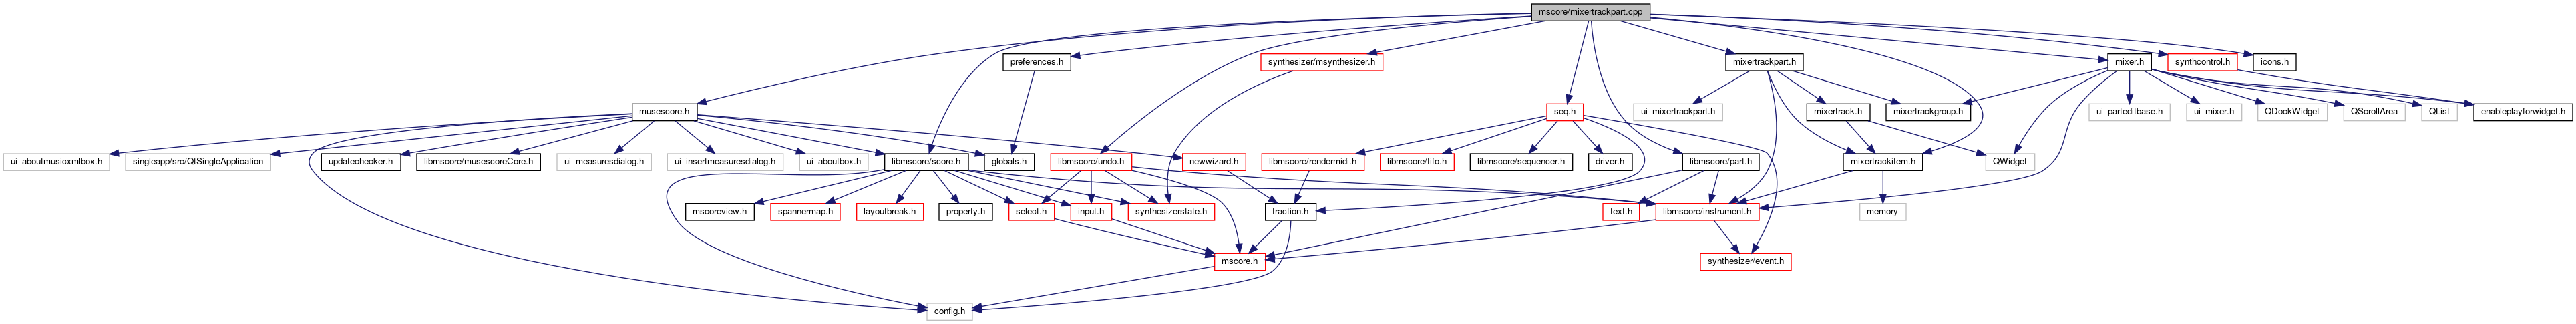 mscore/mixertrackpart.cpp
preferences.h
synthesizer/msynthesizer.h
mixertrackpart.h
mixer.h
synthcontrol.h
icons.h
musescore.h
seq.h
ui_mixertrackpart.h
mixertrack.h
mixertrackgroup.h
ui_parteditbase.h
ui_mixer.h
QDockWidget
QScrollArea
QList
enableplayforwidget.h
ui_aboutmusicxmlbox.h
singleapp/src/QtSingleApplication
updatechecker.h
libmscore/musescoreCore.h
ui_measuresdialog.h
ui_insertmeasuresdialog.h
ui_aboutbox.h
libmscore/score.h
globals.h
libmscore/undo.h
newwizard.h
libmscore/rendermidi.h
libmscore/fifo.h
libmscore/sequencer.h
driver.h
libmscore/part.h
mixertrackitem.h
QWidget
mscoreview.h
spannermap.h
layoutbreak.h
property.h
select.h
input.h
synthesizerstate.h
fraction.h
text.h
libmscore/instrument.h
memory
mscore.h
synthesizer/event.h
config.h